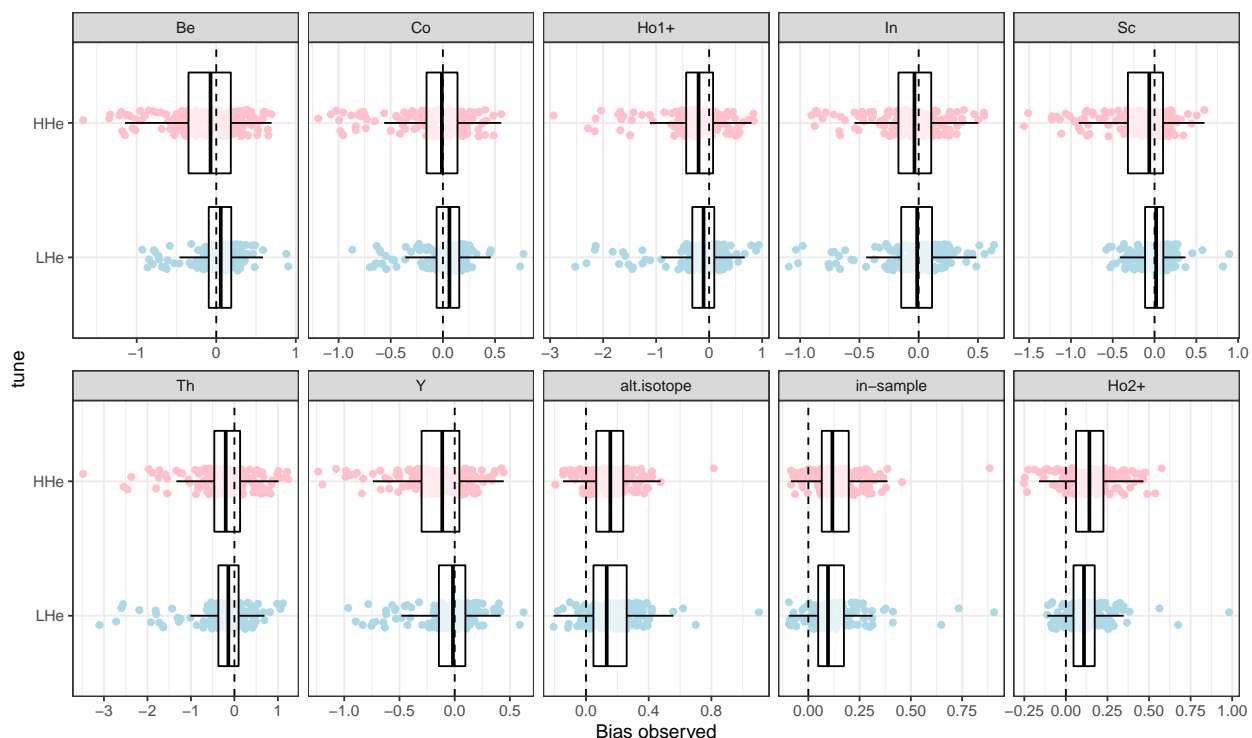 Be Co Ho1+ In Sc
HHe
LHe
−1 0 1 −1.0 −0.5 0.0 0.5 −3 −2 −1 0 −1.0 −0.5 0.0 0.5 −1.5 −1.0 −0.5 0.0 0.5 1.0
tune
Th Y alt.isotope in−sample Ho2+
HHe
LHe
−3 −2 −1 0 1 −1.0 −0.5 0.0 0.5 0.0 0.4 0.8 0.00 0.25 0.50 0.75 −0.25 0.00 0.25 0.50 0.75 1.00
Bias observed